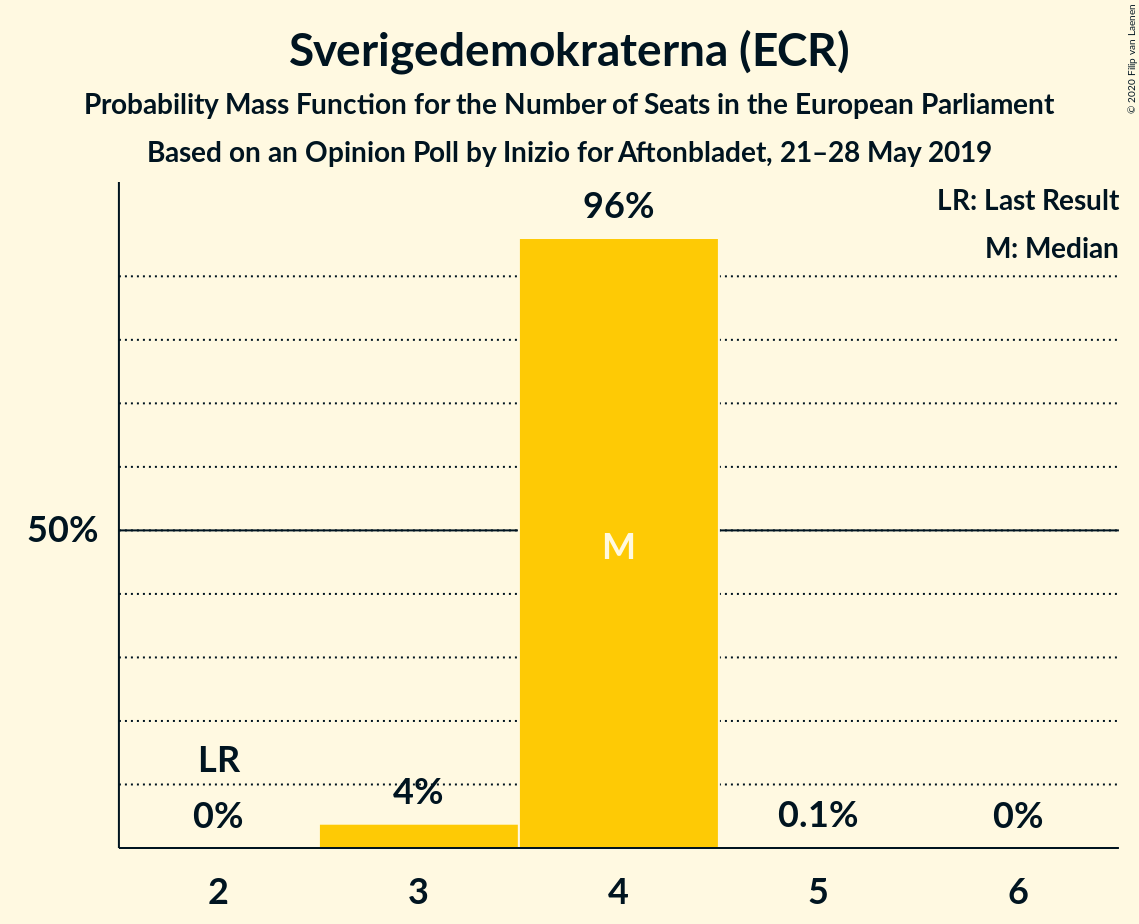 Sverigedemokraterna (ECR)
Probability Mass Function for the Number of Seats in the European Parliament
Based on an Opinion Poll by Inizio for Aftonbladet, 21–28 May 2019
© 2020 Filip van Laenen
LR: Last Result
M: Median
96%
50%
M
LR
0%
4%
0.1%
0%
2
3
4
5
6